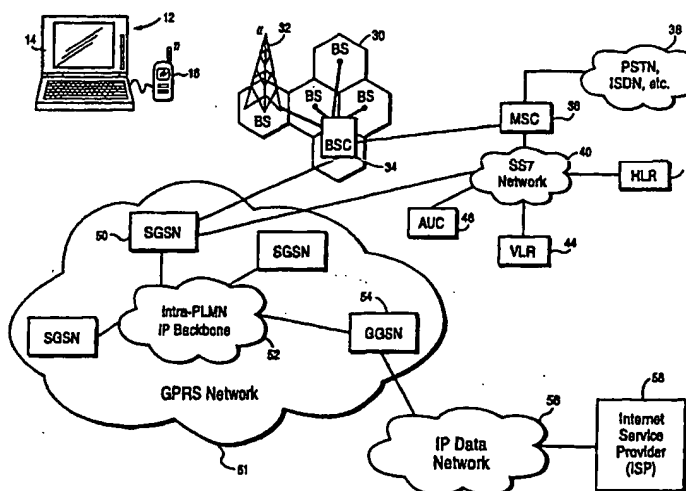 12
14
16
32
30
BS
BS
BS
BS
BSC
34
38
PSTN,
ISDN, etc.
MSC
36
40
SS7
Network
HLR
AUC
46
VLR
44
50
SGSN
SGSN
SGSN
Intra-PLMN
IP Backbone
52
54
GGSN
GPRS Network
51
56
IP Data
Network
58
Internet
Service
Provider
(ISP)